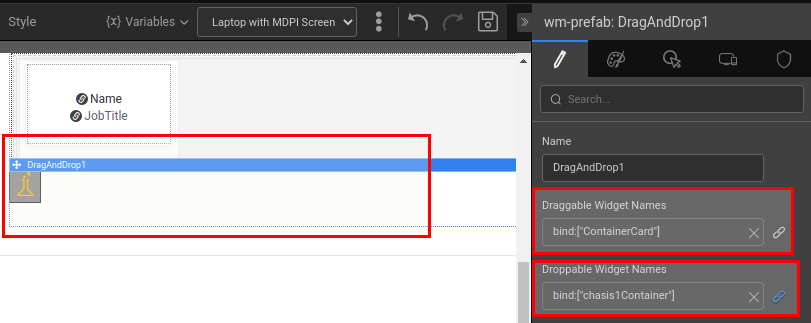 Style
{x} Variables
Laptop with MDPI Screen
wm-prefab: DragAndDrop1
Search...
Name
JobTitle
DragAndDrop1
Name
DragAndDrop1
Draggable Widget Names
bind:["ContainerCard"]
Droppable Widget Names
bind:["chasis1Container"]